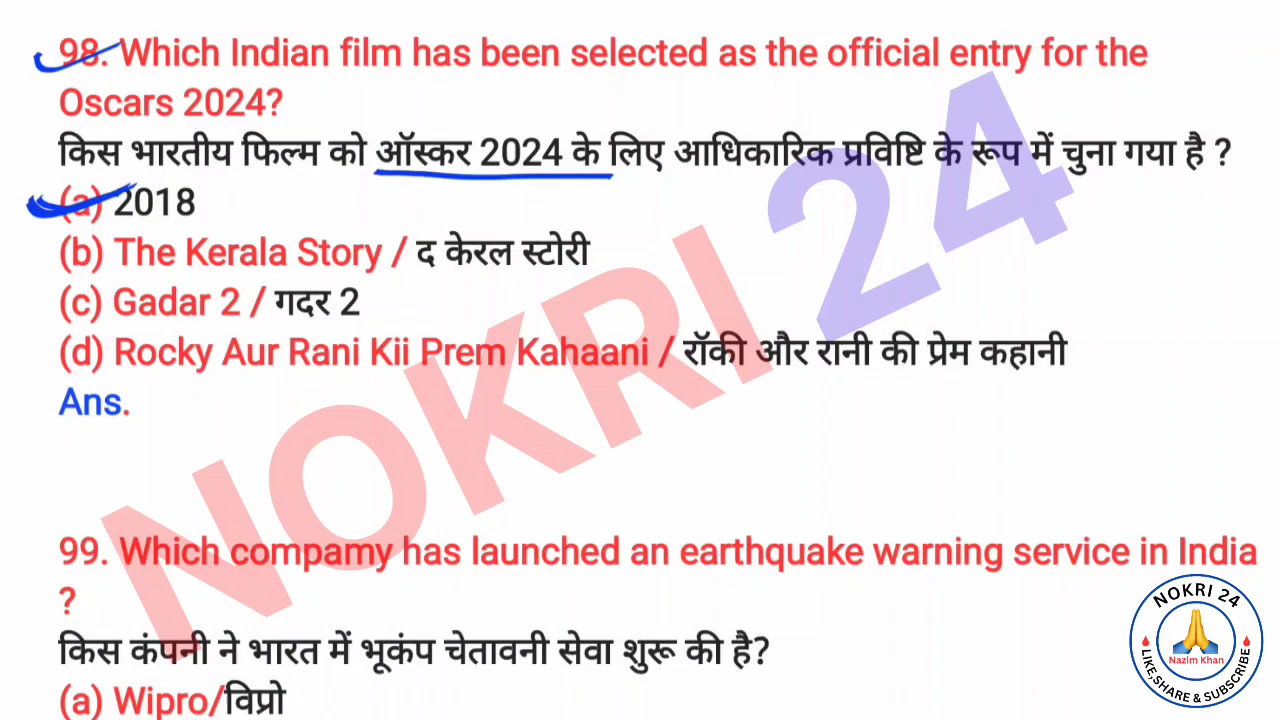 98. Which Indian film has been selected as the official entry for the
Oscars 2024?
किस भारतीय फिल्म को ऑस्कर 2024 के लिए आधिकारिक प्रविष्टि के रूप में चुना गया है ?
(a) 2018
(b) The Kerala Story / द केरल स्टोरी
(c) Gadar 2 / गदर 2
(d) Rocky Aur Rani Kii Prem Kahaani / रॉकी और रानी की प्रेम कहानी
Ans.
NOKRI 24
99. Which compamy has launched an earthquake warning service in India
?
किस कंपनी ने भारत में भूकंप चेतावनी सेवा शुरू की है?
(a) Wipro/विप्रो
NOKRI 24
Nazim Khan
LIKE,SHARE & SUBSCRIBE